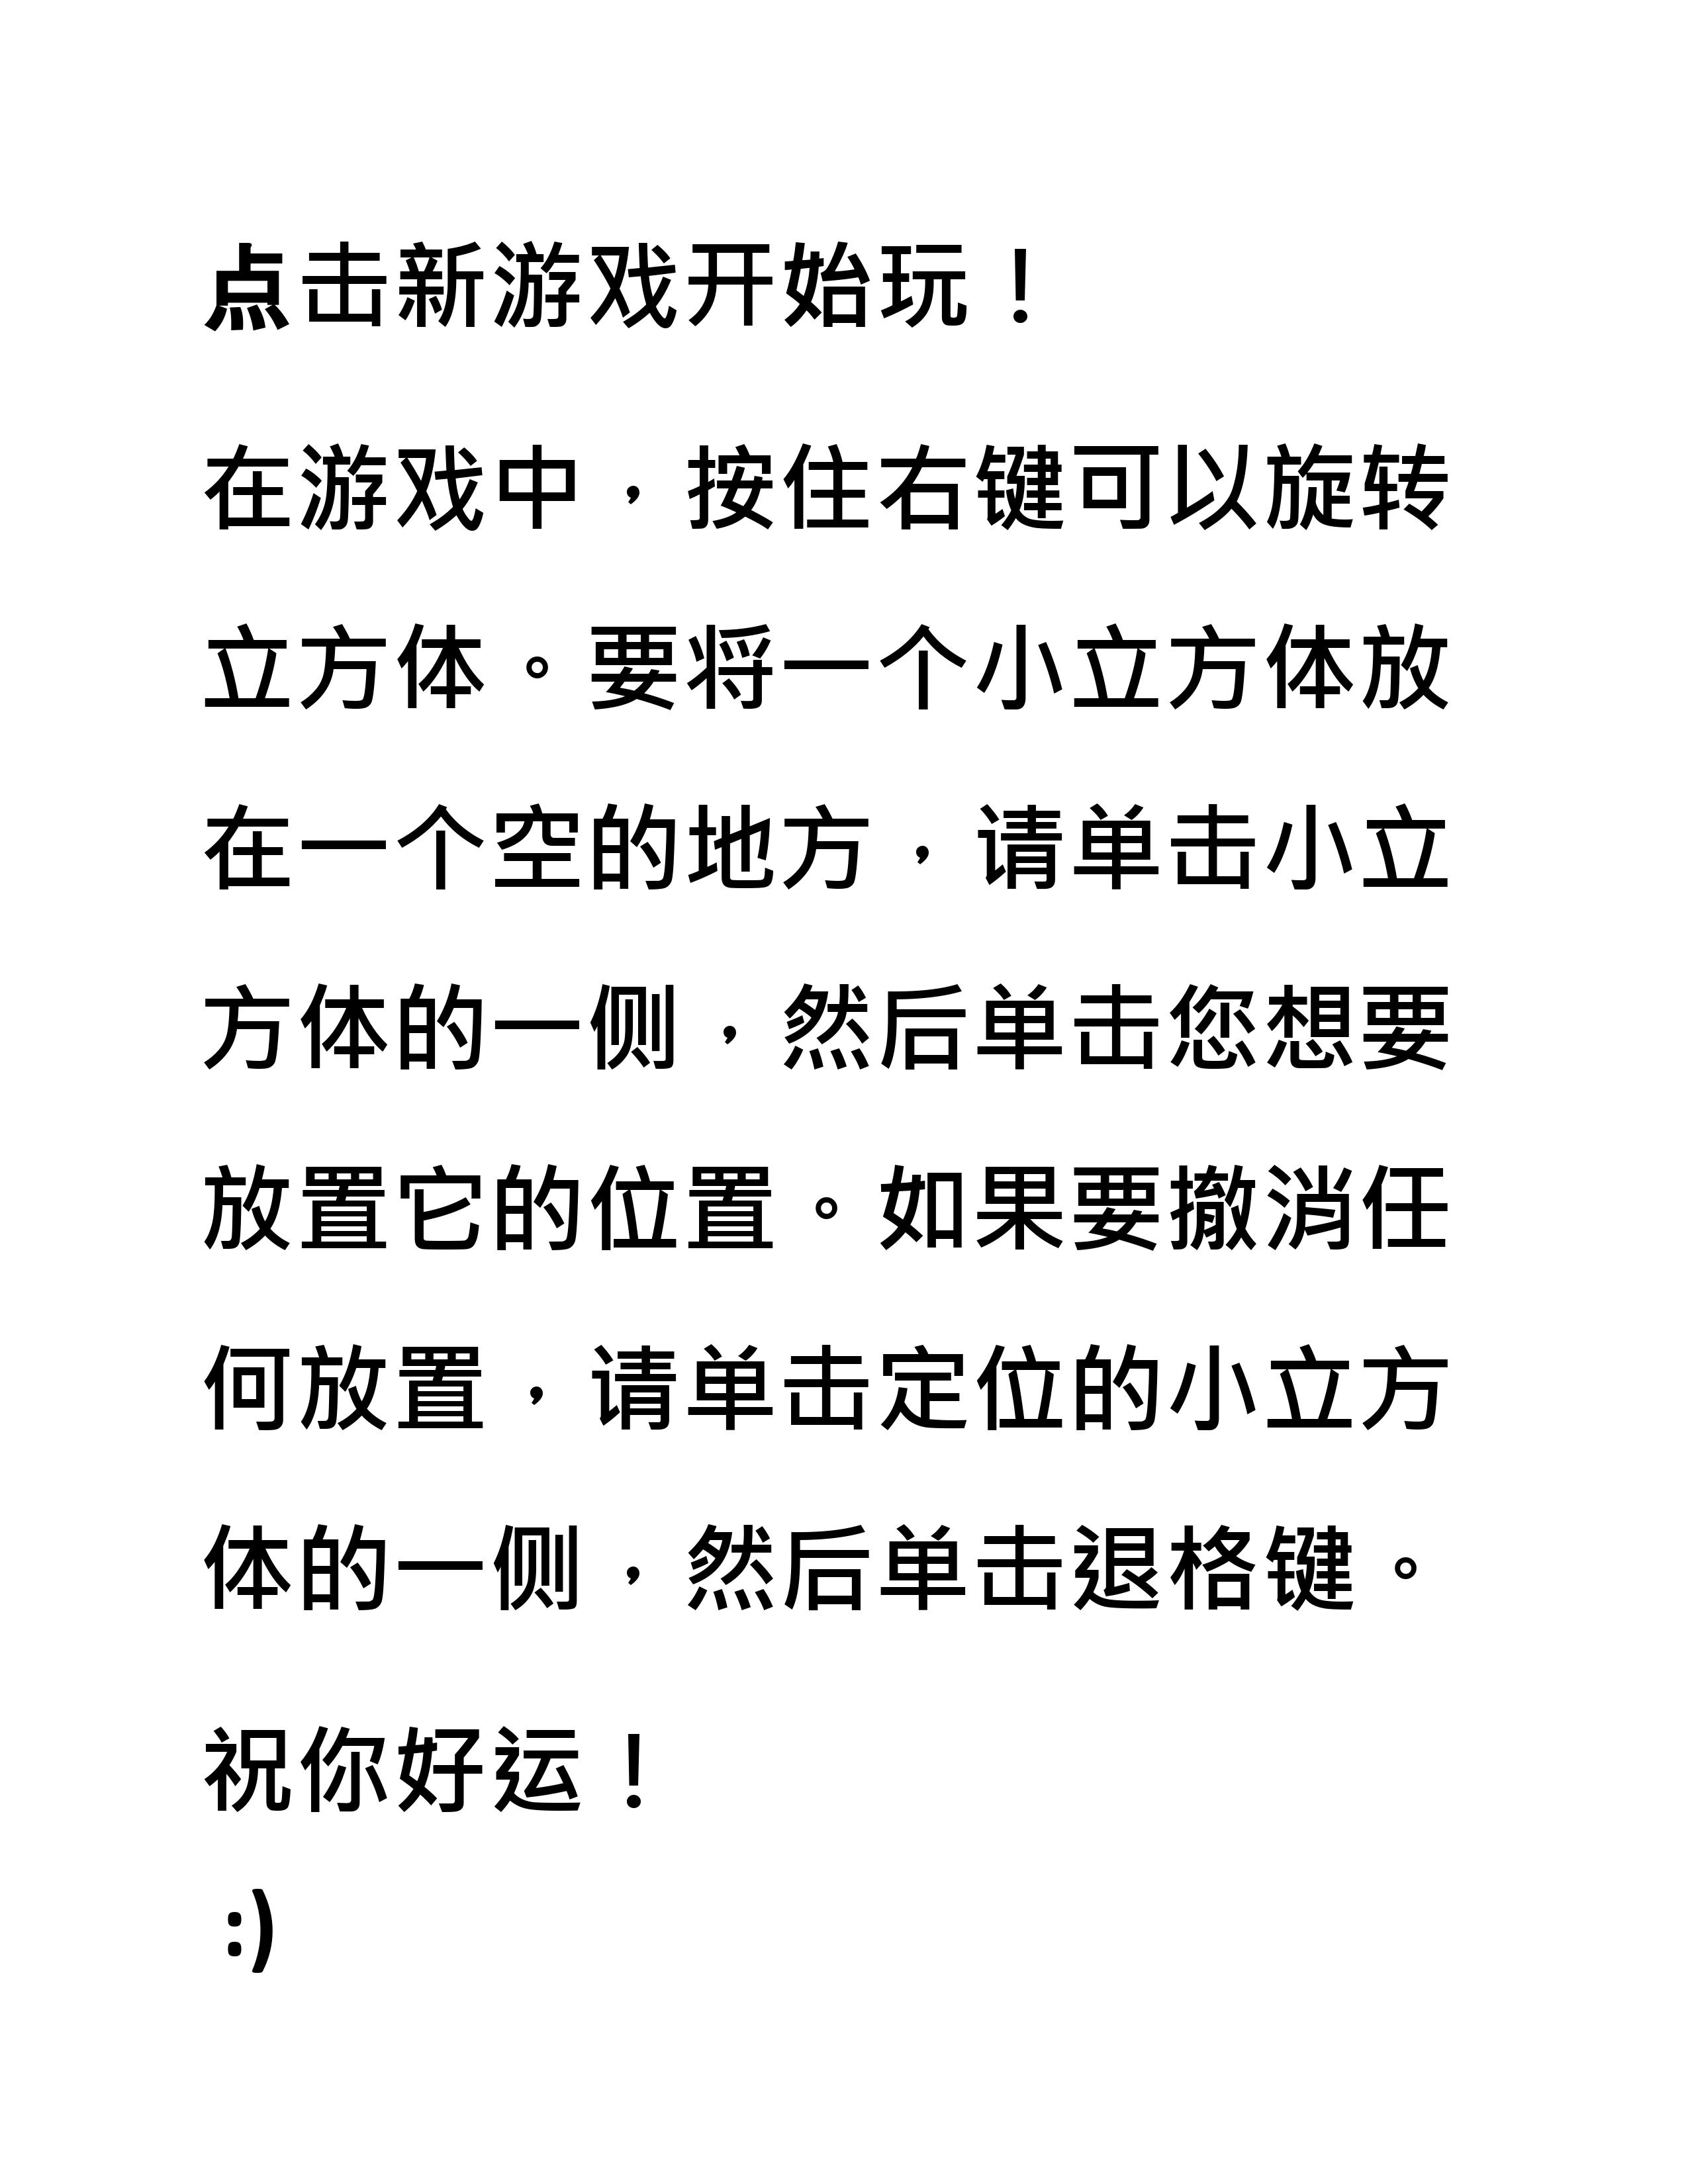 点击新游戏开始玩！
在游戏中，按住右键可以旋转
立方体。要将一个小立方体放
在一个空的地方，请单击小立
方体的一侧，然后单击您想要
放置它的位置。如果要撤消任
何放置，请单击定位的小立方
体的一侧，然后单击退格键。
祝你好运！
:)